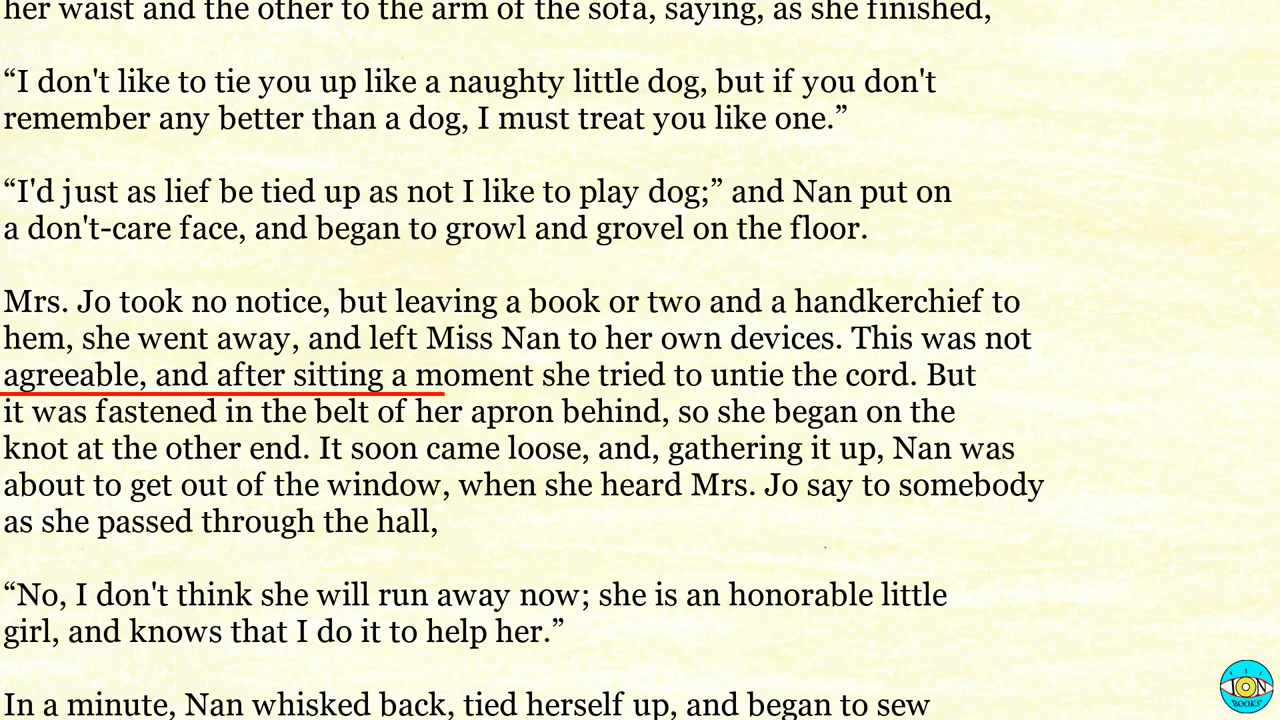 her waist and the other to the arm of the sofa, saying, as she finished,
“I don't like to tie you up like a naughty little dog, but if you don't
remember any better than a dog, I must treat you like one.”
“I'd just as lief be tied up as not I like to play dog;” and Nan put on
a don't-care face, and began to growl and grovel on the floor.
Mrs. Jo took no notice, but leaving a book or two and a handkerchief to
hem, she went away, and left Miss Nan to her own devices. This was not
agreeable, and after sitting a moment she tried to untie the cord. But
it was fastened in the belt of her apron behind, so she began on the
knot at the other end. It soon came loose, and, gathering it up, Nan was
about to get out of the window, when she heard Mrs. Jo say to somebody
as she passed through the hall,
“No, I don't think she will run away now; she is an honorable little
girl, and knows that I do it to help her.”
In a minute, Nan whisked back, tied herself up, and began to sew
ION
BOOKS